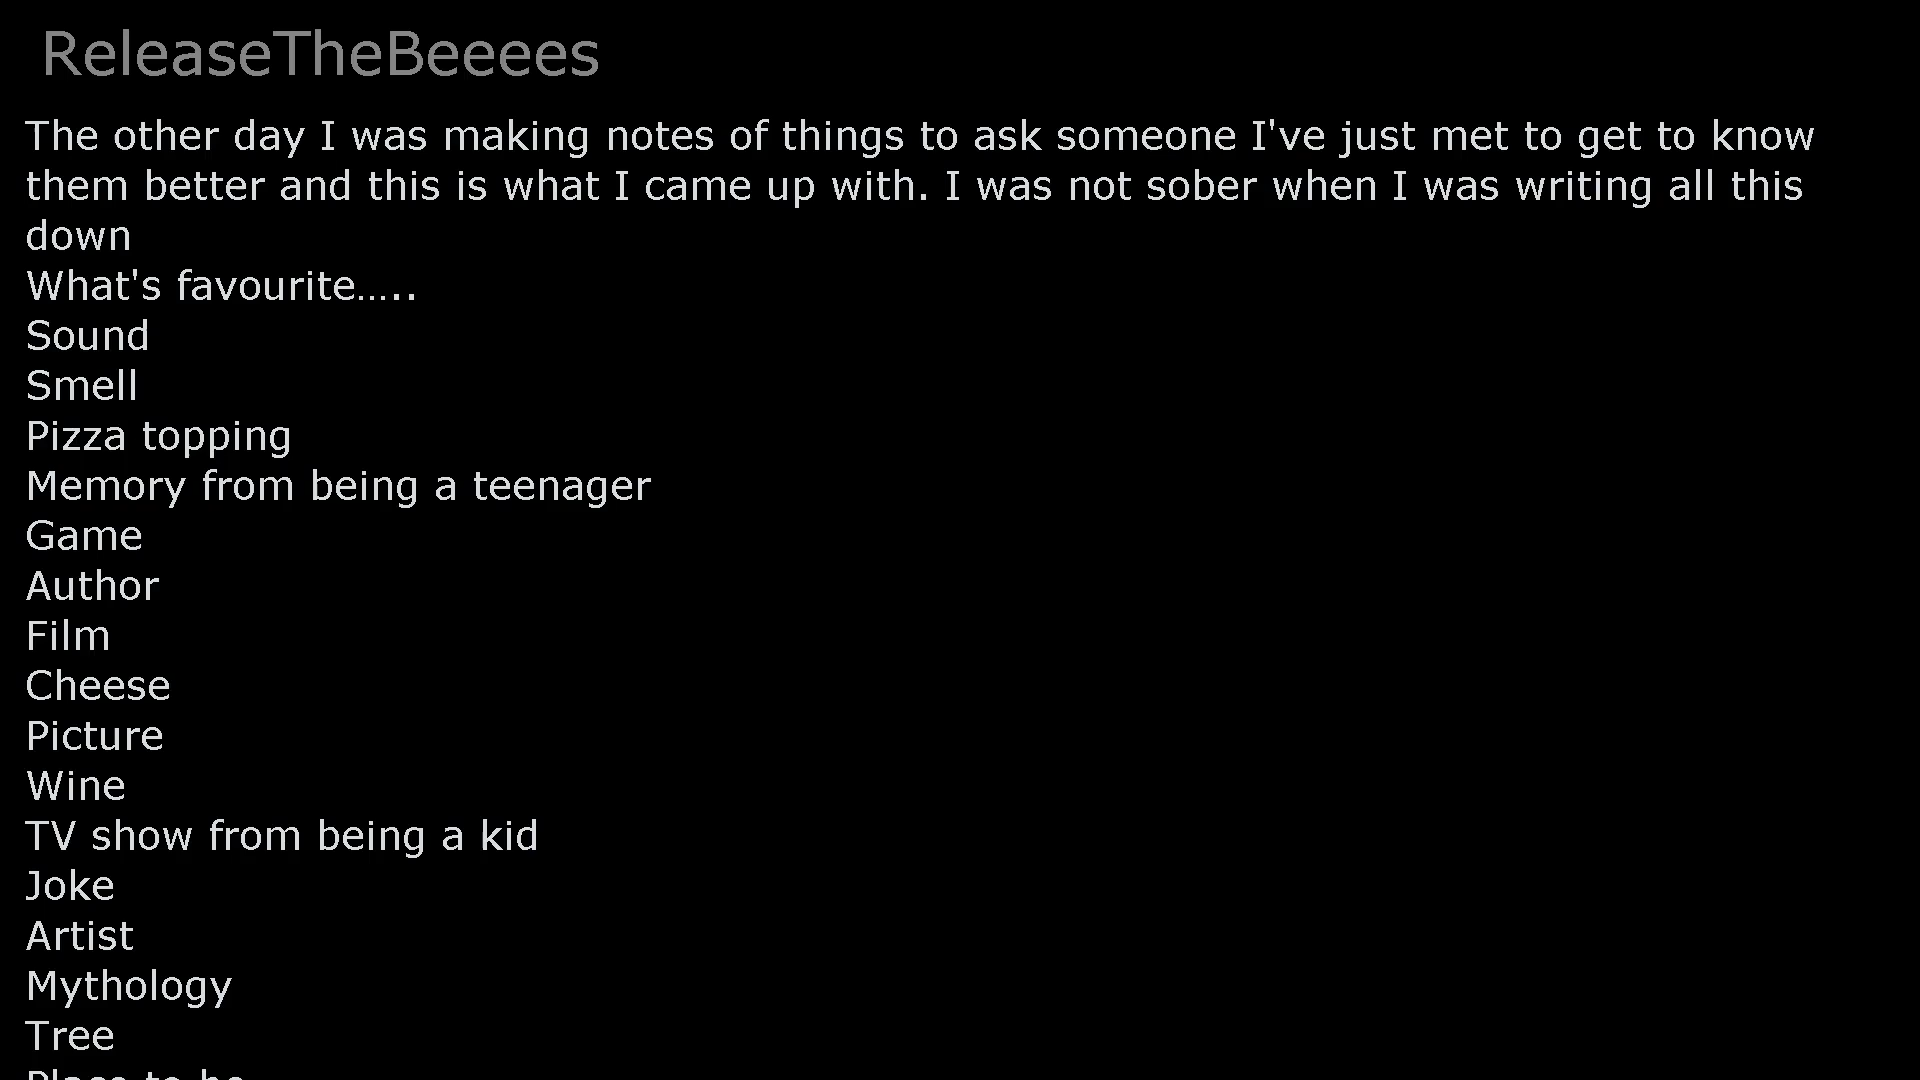 ReleaseTheBeeees
The other day I was making notes of things to ask someone I've just met to get to know
them better and this is what I came up with. I was not sober when I was writing all this
down
What's favourite…..
Sound
Smell
Pizza topping
Memory from being a teenager
Game
Author
Film
Cheese
Picture
Wine
TV show from being a kid
Joke
Artist
Mythology
Tree
Place to be